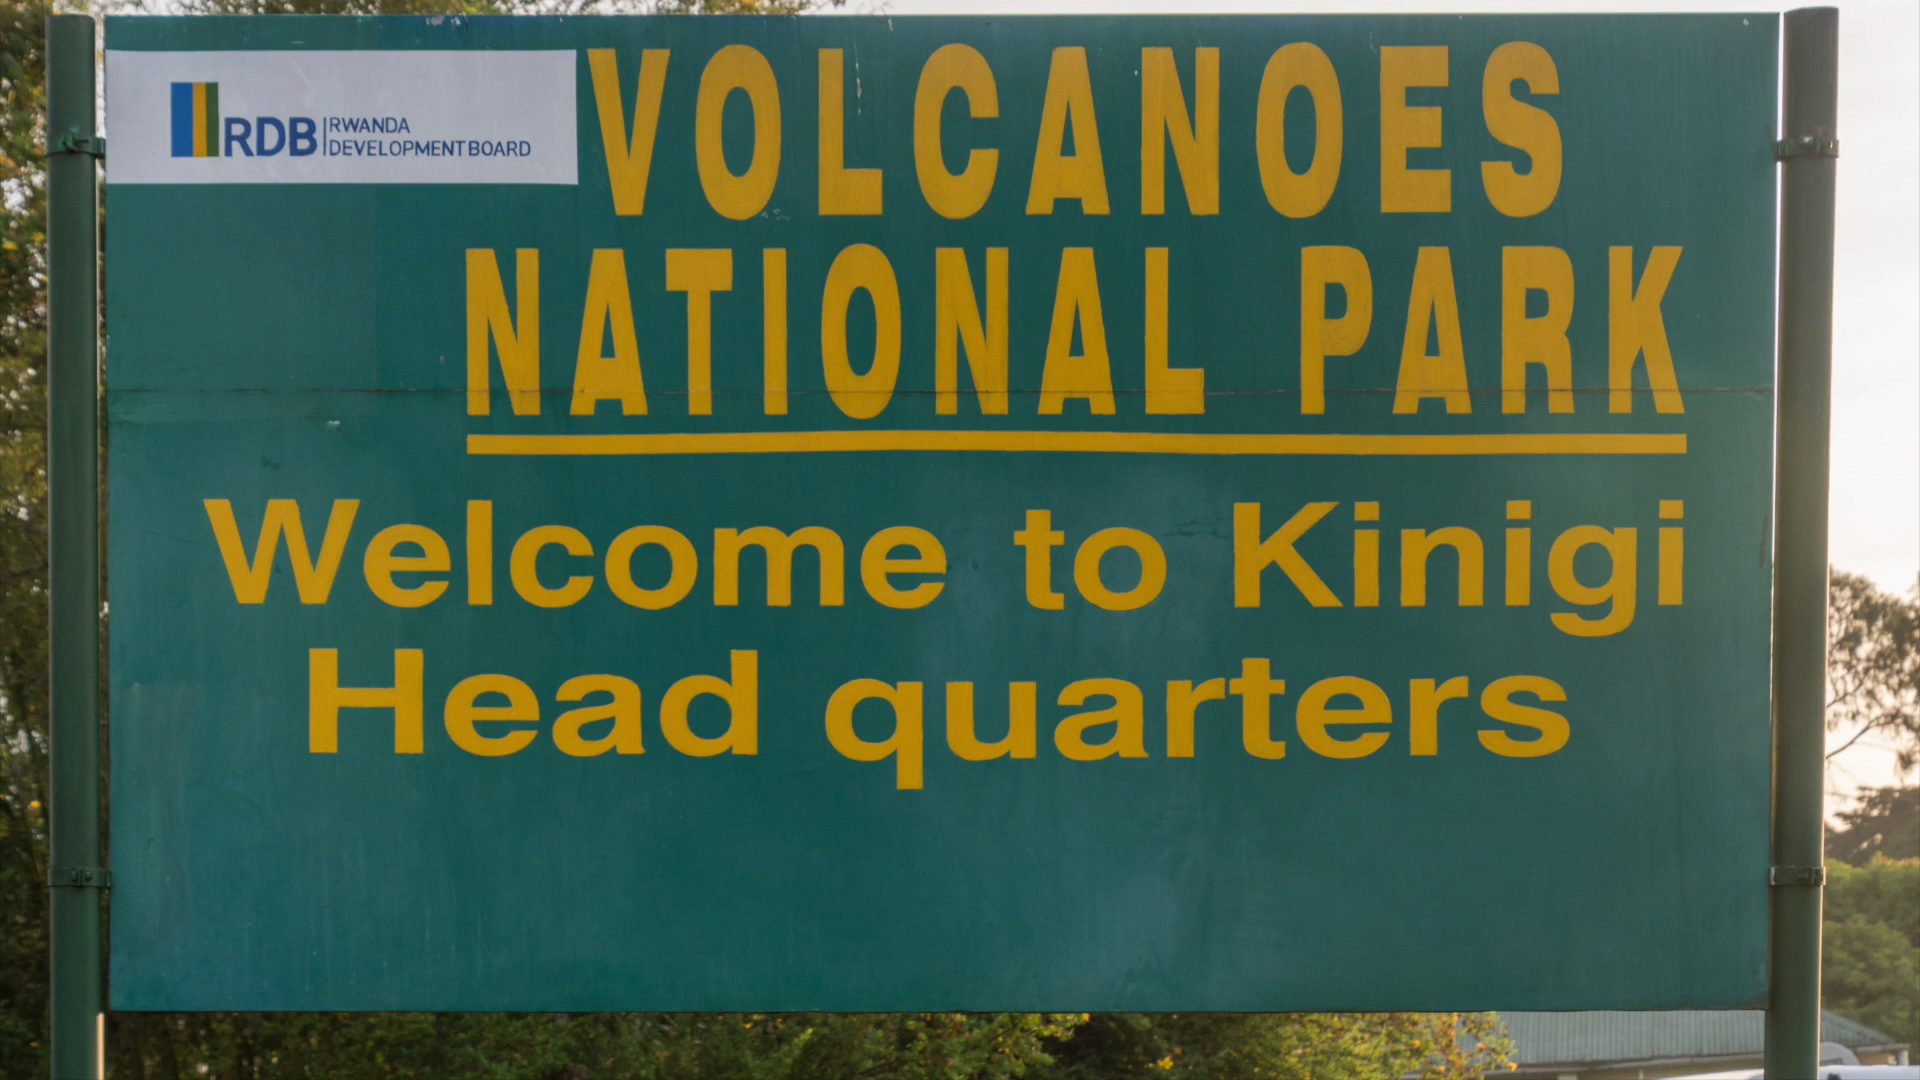 RDB
RWANDA
DEVELOPMENT BOARD
VOLCANOES
NATIONAL PARK
Welcome to Kinigi
Head quarters